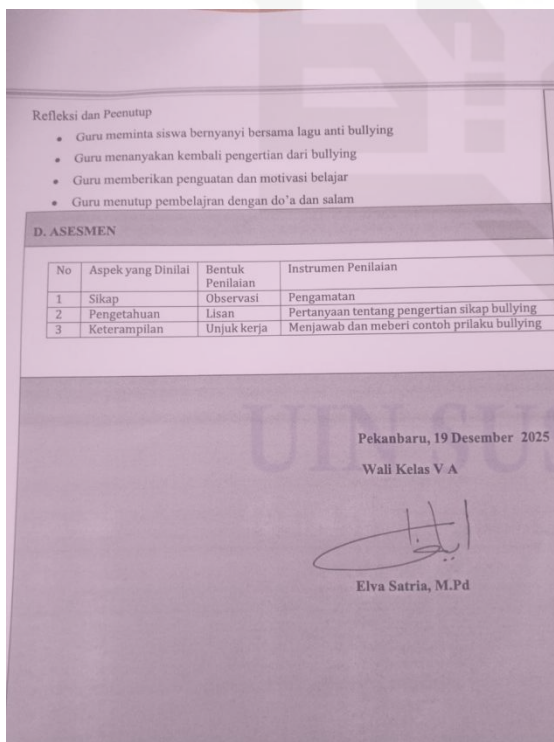 Refleksi dan Peenutup
• Guru meminta siswa bernyanyi bersama lagu anti bullying
• Guru menanyakan kembali pengertian dari bullying
• Guru memberikan penguatan dan motivasi belajar
• Guru menutup pembelajran dengan do'a dan salam
D. ASESMEN
No Aspek yang Dinilai Bentuk Penilaian Instrumen Penilaian
1 Sikap Observasi Pengamatan
2 Pengetahuan Lisan Pertanyaan tentang pengertian sikap bullying
3 Keterampilan Unjuk kerja Menjawab dan meberi contoh prilaku bullying
UIN SUS
Pekanbaru, 19 Desember 2025
Wali Kelas V A
Elva Satria, M.Pd